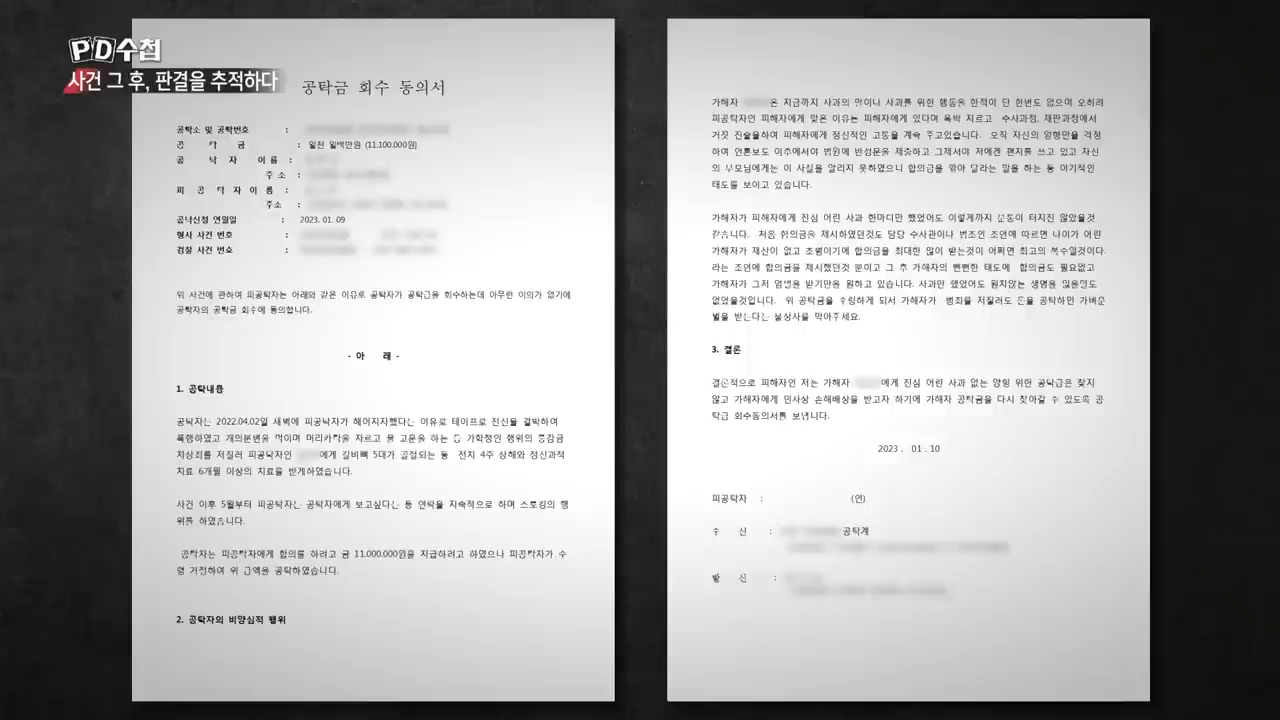 PD수첩
사건 그 후, 판결을 추적하다
공탁금 회수 동의서
공탁소 및 공탁번호 :
공 탁 금 : 일천 일백만원 (11.100.000원)
공 탁 자 이름 :
주 소 :
피 공 탁 자 이 름 :
주소 :
공탁신청 연월일 : 2023. 01. 09
형사 사건 번호 :
검찰 사건 번호 :
위 사건에 관하여 피공탁자는 아래와 같은 이유로 공탁자가 공탁금을 회수하는데 아무런 이의가 없기에
공탁자의 공탁금 회수에 동의합니다.
- 아 래 -
1. 공탁내용
공탁자는 2022.04.02일 새벽에 피공탁자가 헤어지자했다는 이유로 테이프로 전신을 결박하여
폭행하였고 개의분변을 먹이며 머리카락을 자르고 물 고문을 하는 등 가학적인 행위의 중감금
치상죄를 저질러 피공탁자인 에게 갈비뼈 5대가 골절되는 등 전치 4주 상해와 정신과적
치료 6개월 이상의 치료를 받게하였습니다.
사건 이후 5월부터 피공탁자는 공탁자에게 보고싶다는 등 연락을 지속적으로 하며 스토킹의 행
위를 하였습니다.
공탁자는 피공탁자에게 합의를 하려고 금 11.000.000원을 지급하려고 하였으나 피공탁자가 수
령 거절하여 위 금액을 공탁하였습니다.
2. 공탁자의 비양심적 행위
가해자 은 지금까지 사과의 말이나 사과를 위한 행동을 한적이 단 한번도 없으며 오히려
피공탁자인 피해자에게 맞은 이유는 피해자에게 있다며 윽박 지르고 수사과정, 재판과정에서
거짓 진술을하여 피해자에게 정신적인 고통을 계속 주고있습니다. 오직 자신의 양형만을 걱정
하여 언론보도 이후에서야 법원에 반성문을 제출하고 그제서야 저에겐 편지를 쓰고 있고 자신
의 부모님에게는 이 사실을 알리지 못하였으니 합의금을 깎아 달라는 말을 하는 등 이기적인
태도를 보이고 있습니다.
가해자가 피해자에게 진심 어린 사과 한마디만 했었어도 이렇게까지 분통이 터지진 않았을것
같습니다. 처음 합의금을 제시하였던것도 담당 수사관이나 법조인 조언에 따르면 나이가 어린
가해자가 재산이 없고 초범이기에 합의금을 최대한 많이 받는것이 어쩌면 최고의 복수일것이다.
라는 조언에 합의금을 제시했던것 뿐이고 그 후 가해자의 뻔뻔한 태도에 합의금도 필요없고
가해자가 그저 엄벌을 받기만을 원하고 있습니다. 사과만 했었어도 원치않는 생명을 잃을일도
없었을것입니다. 위 공탁금을 수령하게 되서 가해자가 범죄를 저질러도 돈을 공탁하면 가벼운
벌을 받는다는 불상사를 막아주세요.
3. 결론
결론적으로 피해자인 저는 가해자 에게 진심 어린 사과 없는 양형 위한 공탁금은 찾지
않고 가해자에게 민사상 손해배상을 받고자 하기에 가해자 공탁금을 다시 찾아갈 수 있도록 공
탁금 회수동의서를 보냅니다.
2023 . 01 . 10
피공탁자 : (인)
수 신 : 공탁계
발 신 :